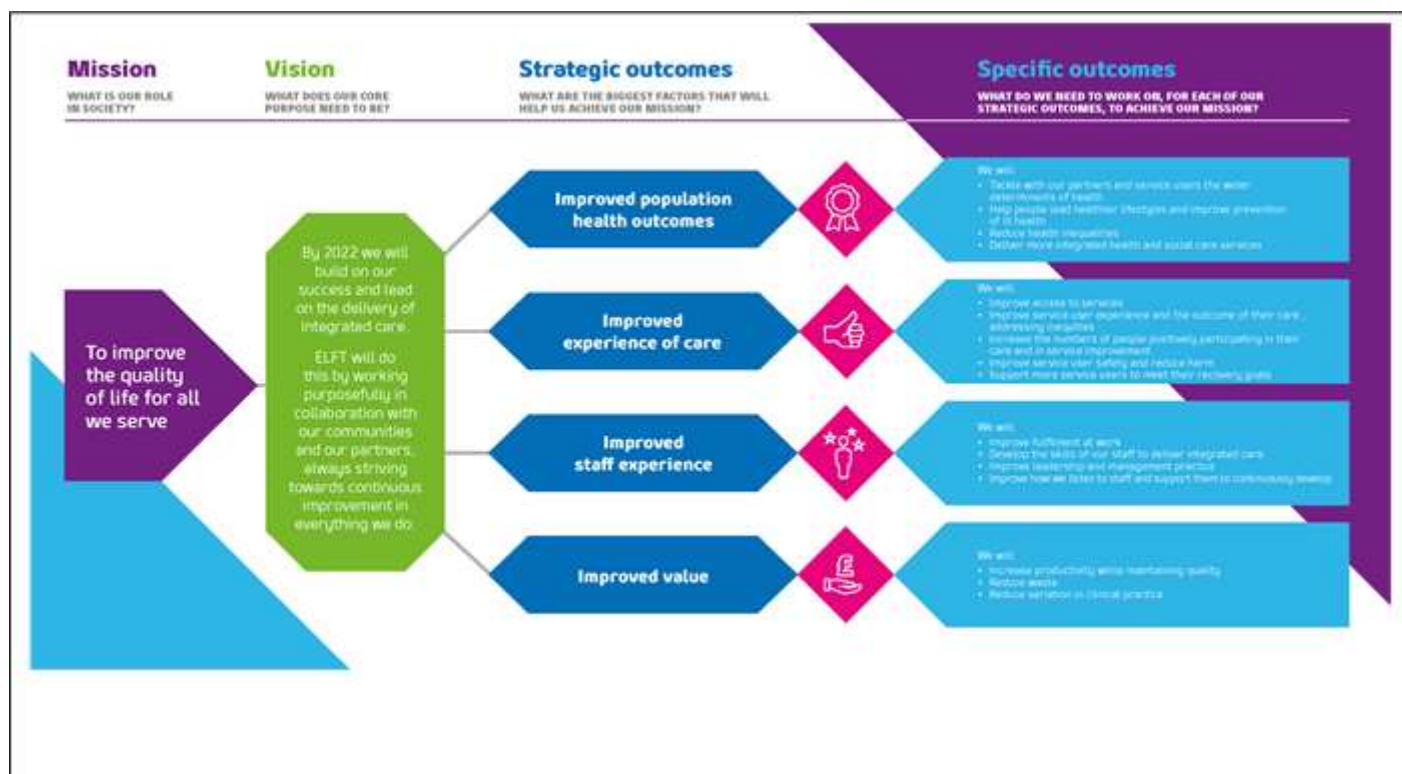 Mission
WHAT IS OUR ROLE
IN SOCIETY?
Vision
WHAT DOES OUR CORE
PURPOSE NEED TO BE?
Strategic outcomes
WHAT ARE THE BIGGEST FACTORS THAT WILL
HELP US ACHIEVE OUR MISSION?
Specific outcomes
WHAT DO WE NEED TO WORK ON, FOR EACH OF OUR
STRATEGIC OUTCOMES, TO ACHIEVE OUR MISSION?
To improve
the quality
of life for all
we serve
By 2022 we will
build on our
success and lead
on the delivery of
integrated care.
ELFT will do
this by working
purposefully in
collaboration with
our communities
and our partners,
always striving
towards continuous
improvement in
everything we do.
Improved population
health outcomes
We will:
• Tackle with our partners and service users the wider
determinants of health
• Help people lead healthier lifestyles and improve prevention
of ill health
• Reduce health inequalities
• Deliver more integrated health and social care services
Improved
experience of care
We will:
• Improve access to services
• Improve service user experience and the outcome of their care,
addressing inequities
• Increase the numbers of people positively participating in their
care and in service improvement
• Improve service user safety and reduce harm
• Support more service users to meet their recovery goals
Improved
staff experience
We will:
• Improve fulfilment at work
• Develop the skills of our staff to deliver integrated care
• Improve leadership and management practice
• Improve how we listen to staff and support them to continuously develop
Improved value
£
We will:
• Increase productivity while maintaining quality
• Reduce waste
• Reduce variation in clinical practice